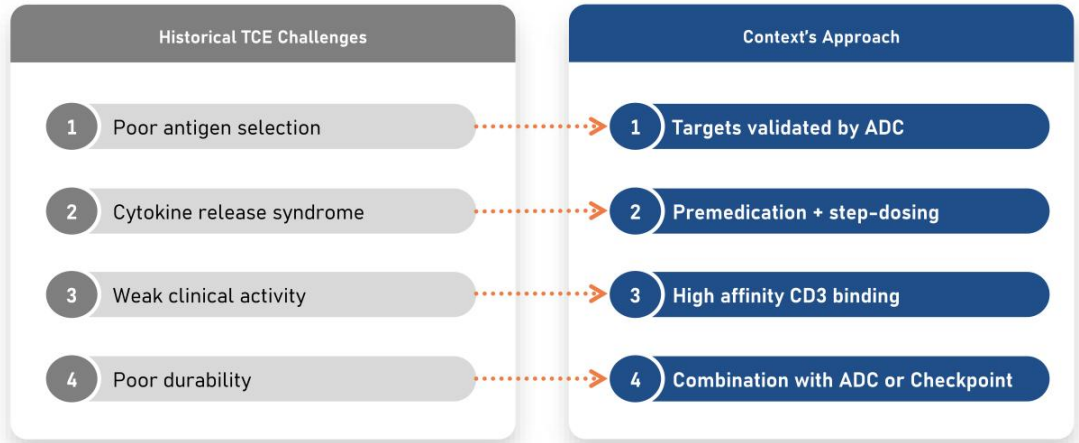 Historical TCE Challenges
Context's Approach
1 Poor antigen selection
1 Targets validated by ADC
2 Cytokine release syndrome
2 Premedication + step-dosing
3 Weak clinical activity
3 High affinity CD3 binding
4 Poor durability
4 Combination with ADC or Checkpoint